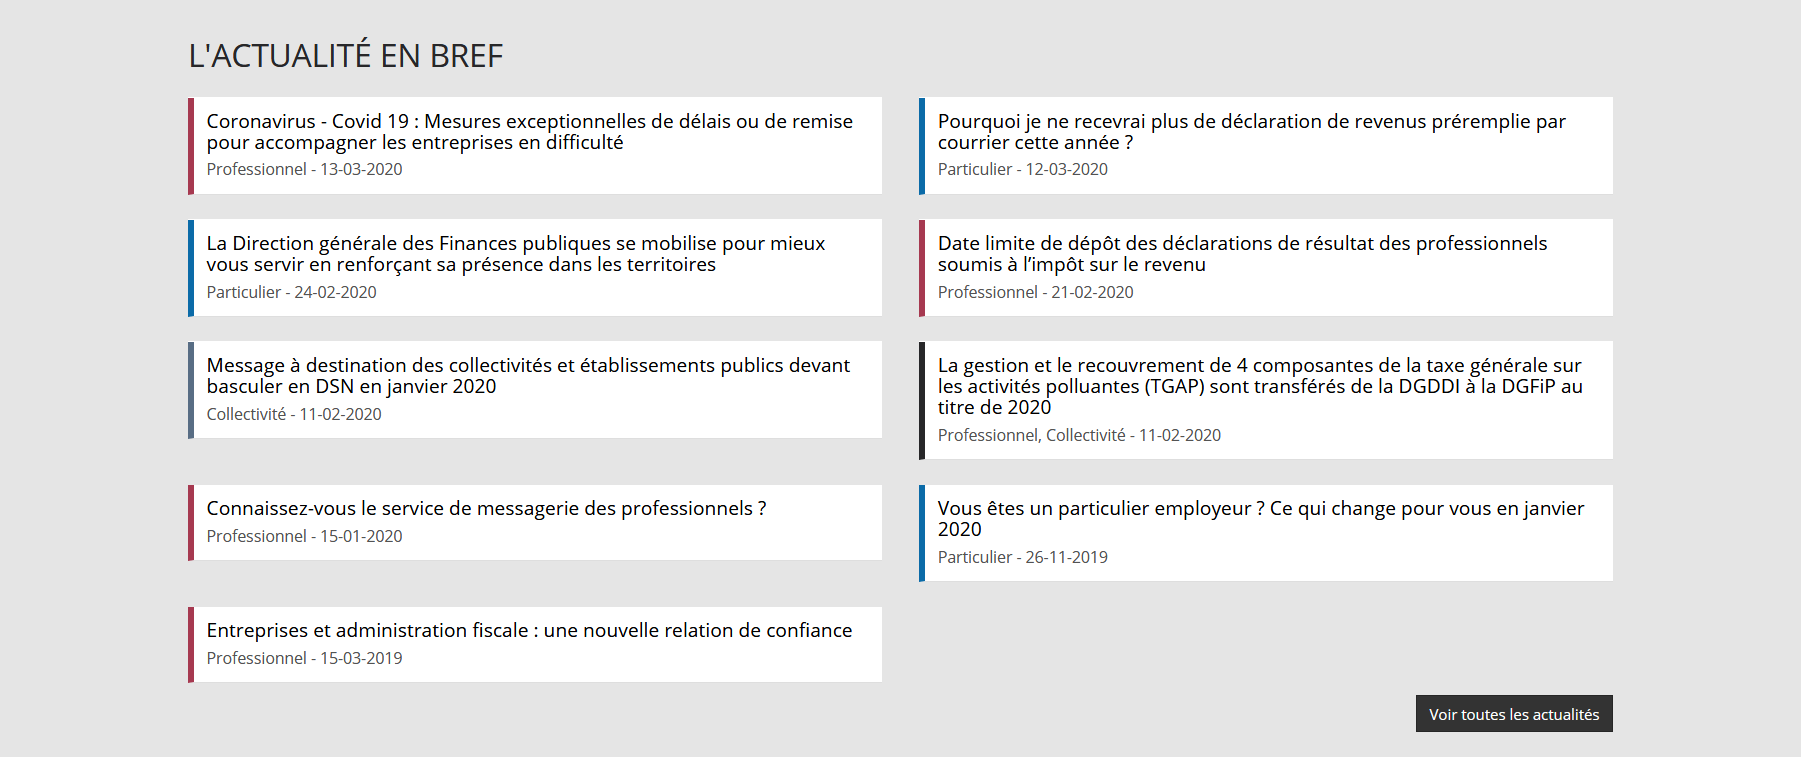 L'ACTUALITÉ EN BREF
Coronavirus - Covid 19 : Mesures exceptionnelles de délais ou de remise
pour accompagner les entreprises en difficulté
Professionnel - 13-03-2020
Pourquoi je ne recevrai plus de déclaration de revenus préremplie par
courrier cette année ?
Particulier - 12-03-2020
La Direction générale des Finances publiques se mobilise pour mieux
vous servir en renforçant sa présence dans les territoires
Particulier - 24-02-2020
Date limite de dépôt des déclarations de résultat des professionnels
soumis à l’impôt sur le revenu
Professionnel - 21-02-2020
Message à destination des collectivités et établissements publics devant
basculer en DSN en janvier 2020
Collectivité - 11-02-2020
La gestion et le recouvrement de 4 composantes de la taxe générale sur
les activités polluantes (TGAP) sont transférés de la DGDDI à la DGFiP au
titre de 2020
Professionnel, Collectivité - 11-02-2020
Connaissez-vous le service de messagerie des professionnels ?
Professionnel - 15-01-2020
Vous êtes un particulier employeur ? Ce qui change pour vous en janvier
2020
Particulier - 26-11-2019
Entreprises et administration fiscale : une nouvelle relation de confiance
Professionnel - 15-03-2019
Voir toutes les actualités